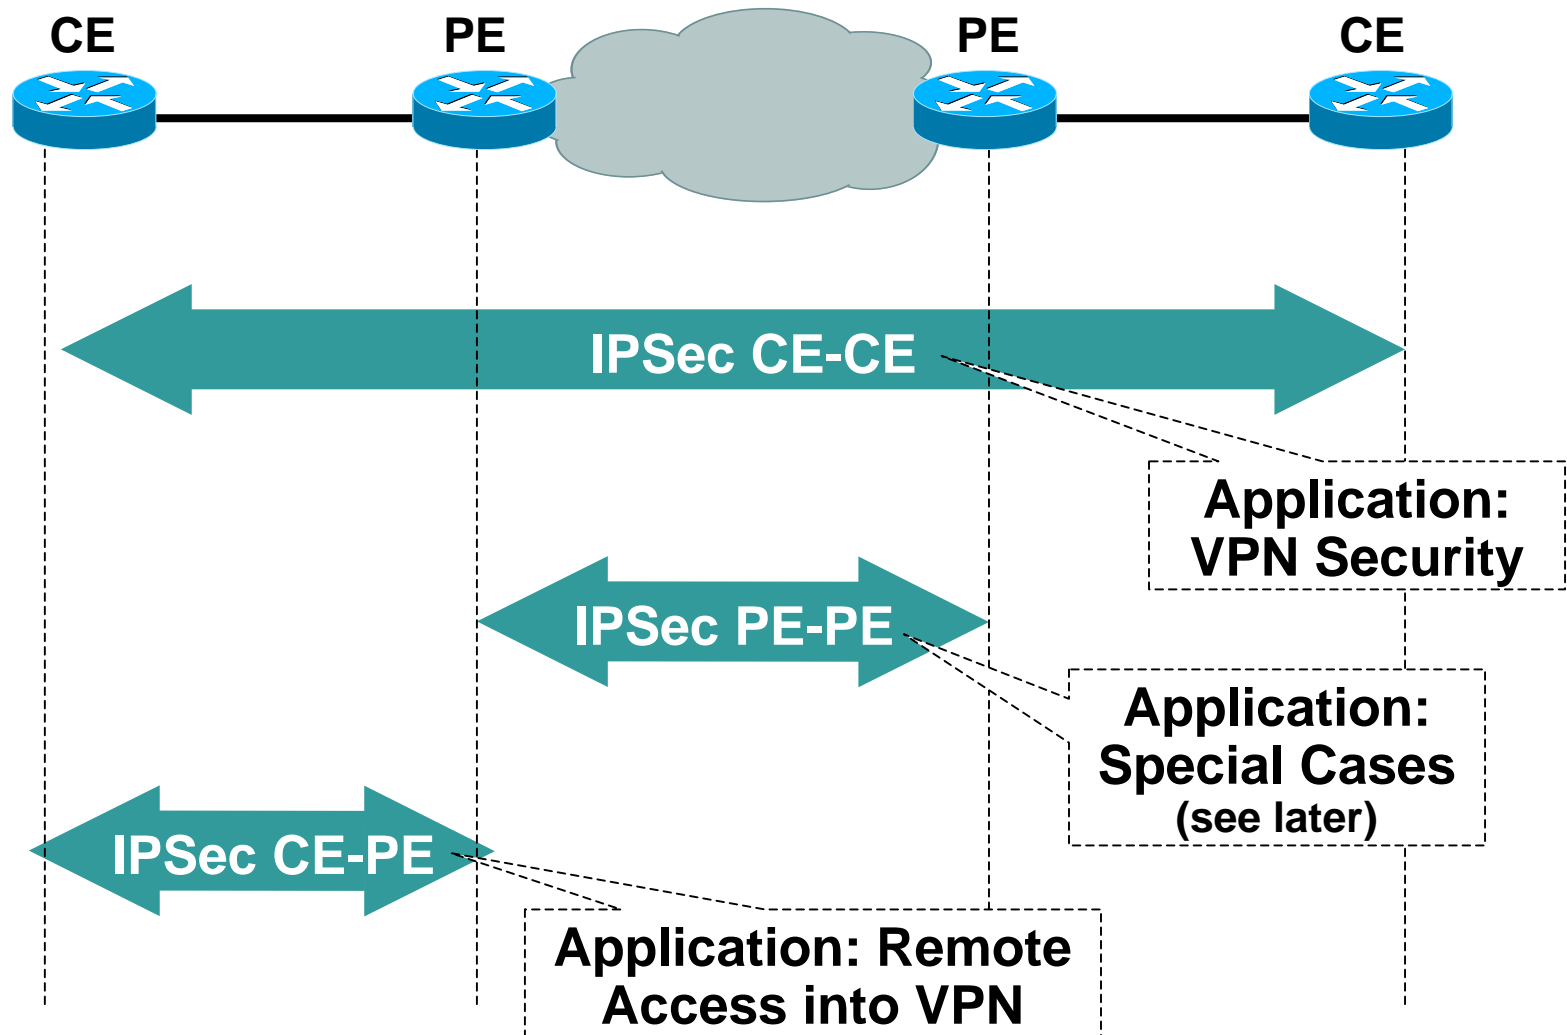 CE
PE
PE
CE
IPSec CE-CE
Application:
VPN Security
IPSec PE-PE
Application:
Special Cases
(see later)
IPSec CE-PE
Application: Remote
Access into VPN